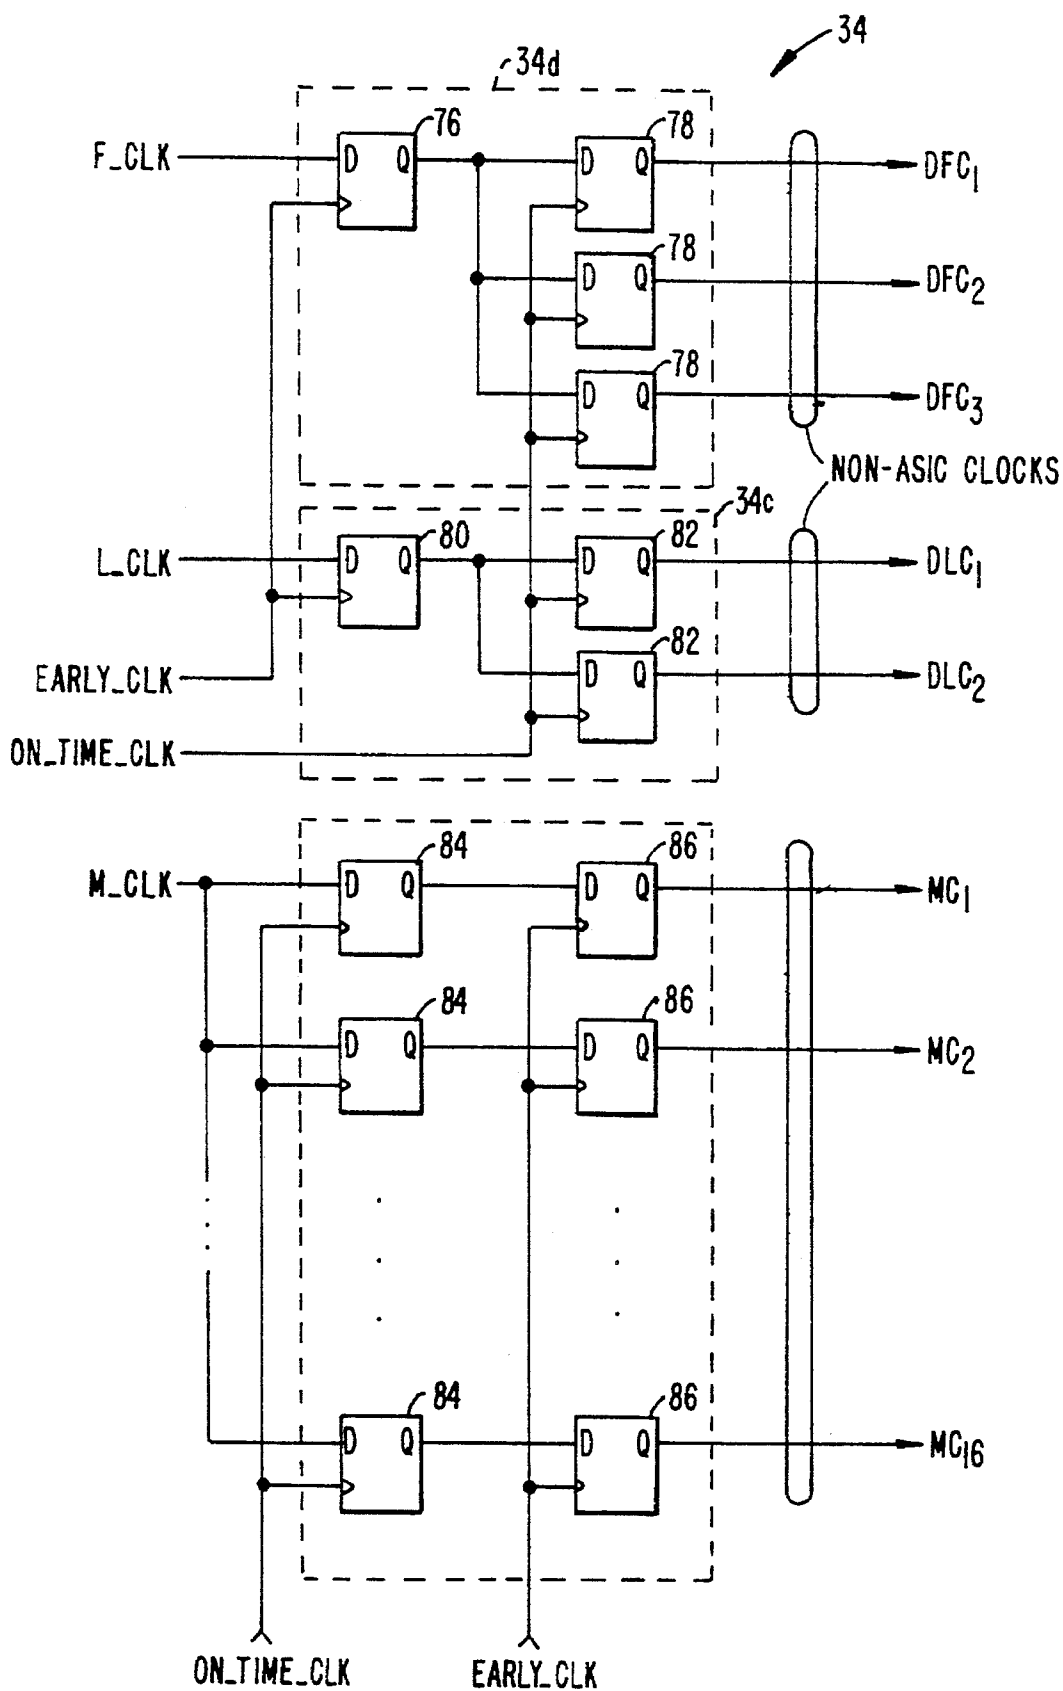 34
34d
F_CLK
76
D Q
78
D Q
DFC1
78
D Q
DFC2
78
D Q
DFC3
NON-ASIC CLOCKS
34c
L_CLK
80
D Q
82
D Q
DLC1
82
D Q
DLC2
EARLY_CLK
ON_TIME_CLK
M_CLK
84
D Q
86
D Q
MC1
84
D Q
86
D Q
MC2
84
D Q
86
D Q
MC16
ON_TIME_CLK
EARLY_CLK